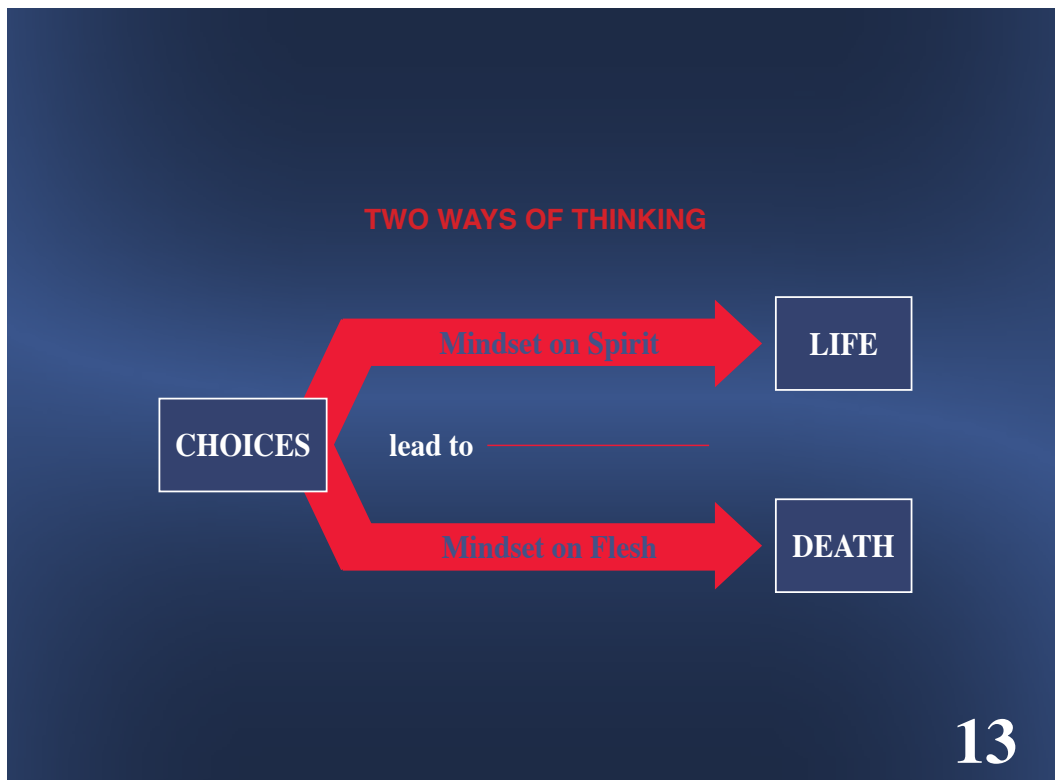 TWO WAYS OF THINKING
Mindset on Spirit
LIFE
CHOICES
lead to
Mindset on Flesh
DEATH
13